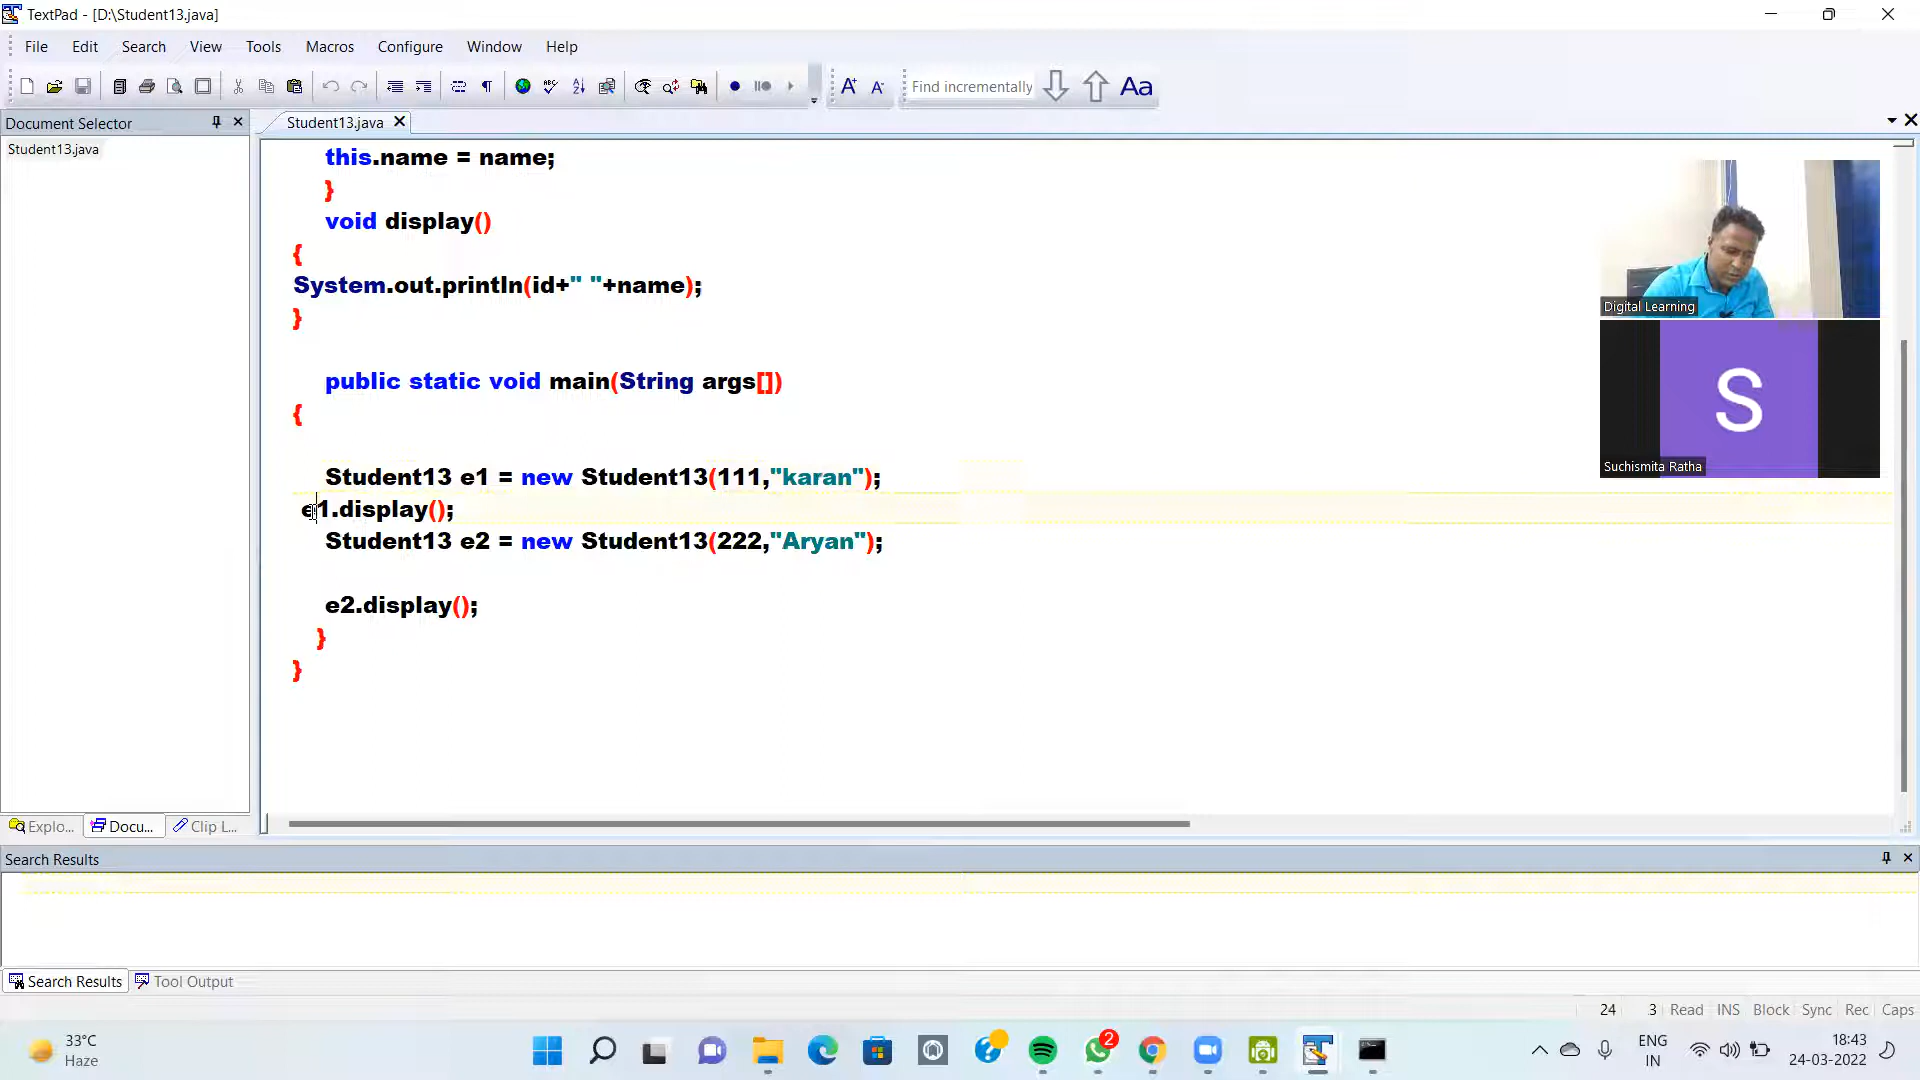 TextPad - [D:\Student13.java]
File Edit Search View Tools Macros Configure Window Help
Find incrementally Aa
Document Selector
Student13.java
Student13.java
this.name = name;
}
void display()
{
System.out.println(id+" "+name);
}
public static void main(String args[])
{
Student13 e1 = new Student13(111,"karan");
e1.display();
Student13 e2 = new Student13(222,"Aryan");
e2.display();
}
}
Digital Learning
S
Suchismita Ratha
Explo... Docu... Clip L...
Search Results
Search Results Tool Output
24 3 Read INS Block Sync Rec Caps
33°C
Haze
2
ENG
IN
18:43
24-03-2022